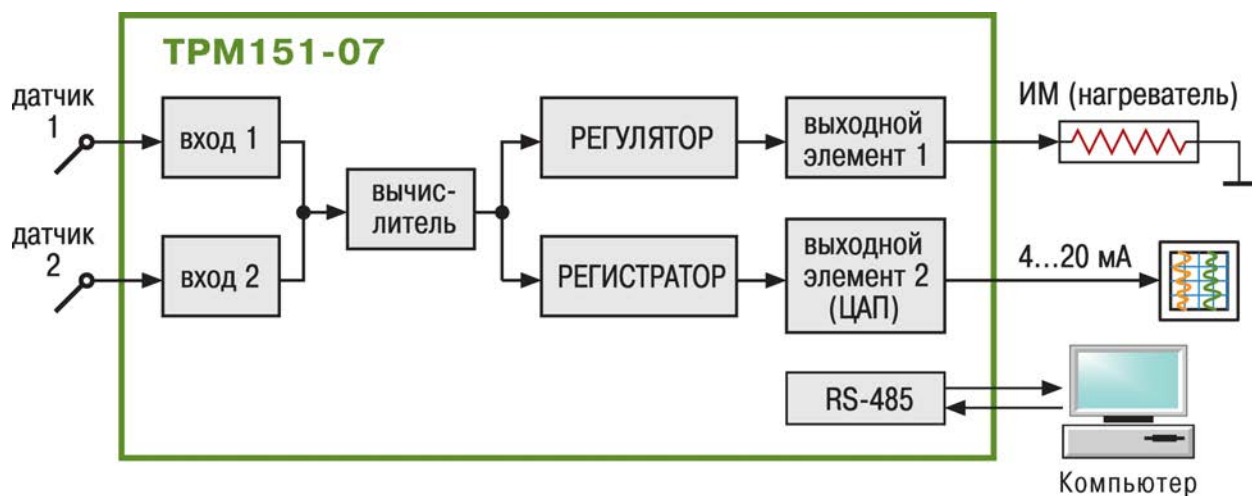 ТРМ151-07
датчик
1
вход 1
датчик
2
вход 2
вычис-
литель
РЕГУЛЯТОР
РЕГИСТРАТОР
выходной
элемент 1
выходной
элемент 2
(ЦАП)
RS-485
ИМ (нагреватель)
4...20 мА
Компьютер